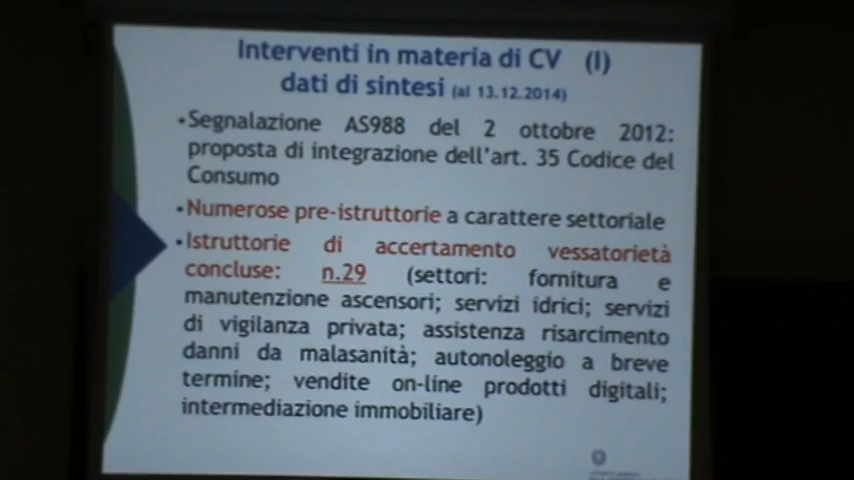 Interventi in materia di CV (I)
dati di sintesi (al 13.12.2014)
•Segnalazione AS988 del 2 ottobre 2012:
proposta di integrazione dell'art. 35 Codice del
Consumo
•Numerose pre-istruttorie a carattere settoriale
•Istruttorie di accertamento vessatorietà
concluse: n.29 (settori: fornitura e
manutenzione ascensori; servizi idrici; servizi
di vigilanza privata; assistenza risarcimento
danni da malasanità; autonoleggio a breve
termine; vendite on-line prodotti digitali;
intermediazione immobiliare)